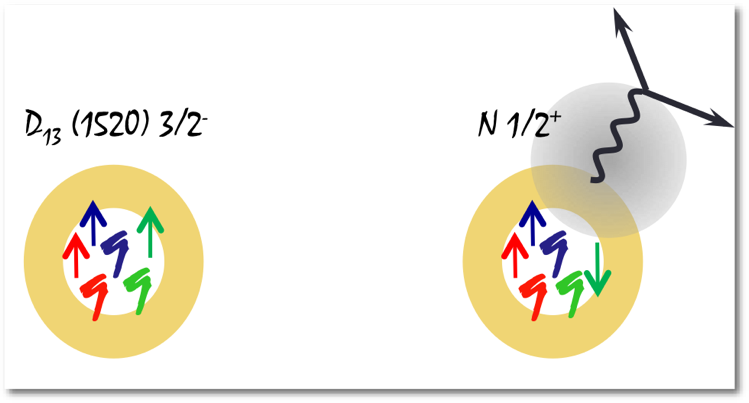 D₁₃ (1520) 3/2⁻
N 1/2⁺
q q q
q q q